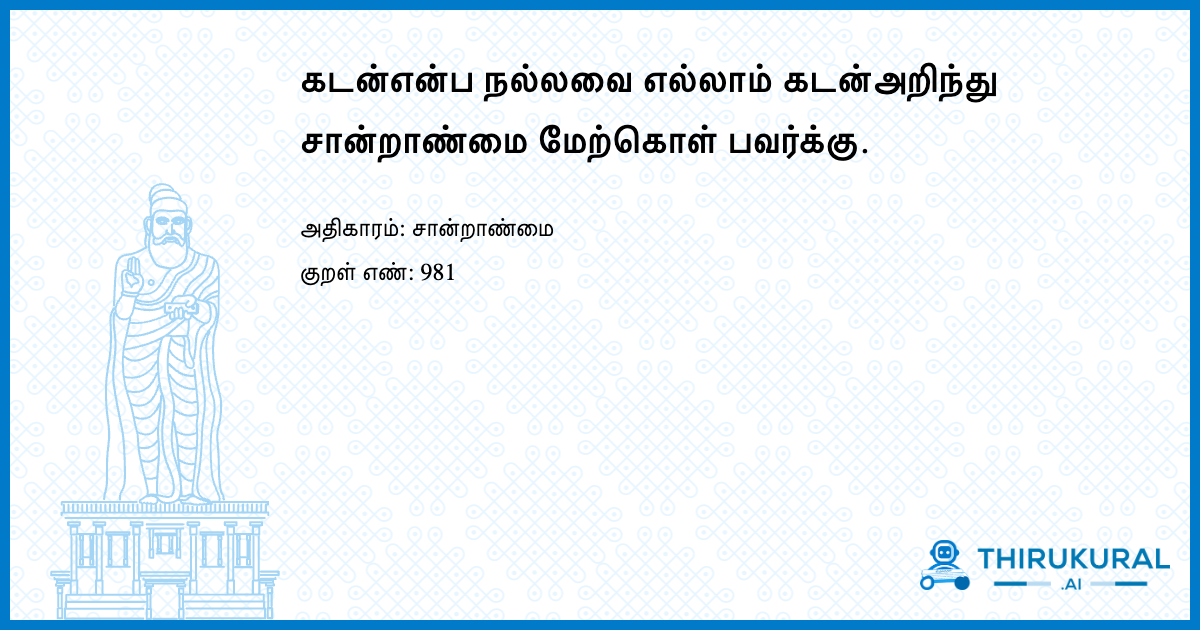 கடன்என்ப நல்லவை எல்லாம் கடன்அறிந்து
சான்றாண்மை மேற்கொள் பவர்க்கு.
அதிகாரம்: சான்றாண்மை
குறள் எண்: 981
THIRUKURAL
.AI